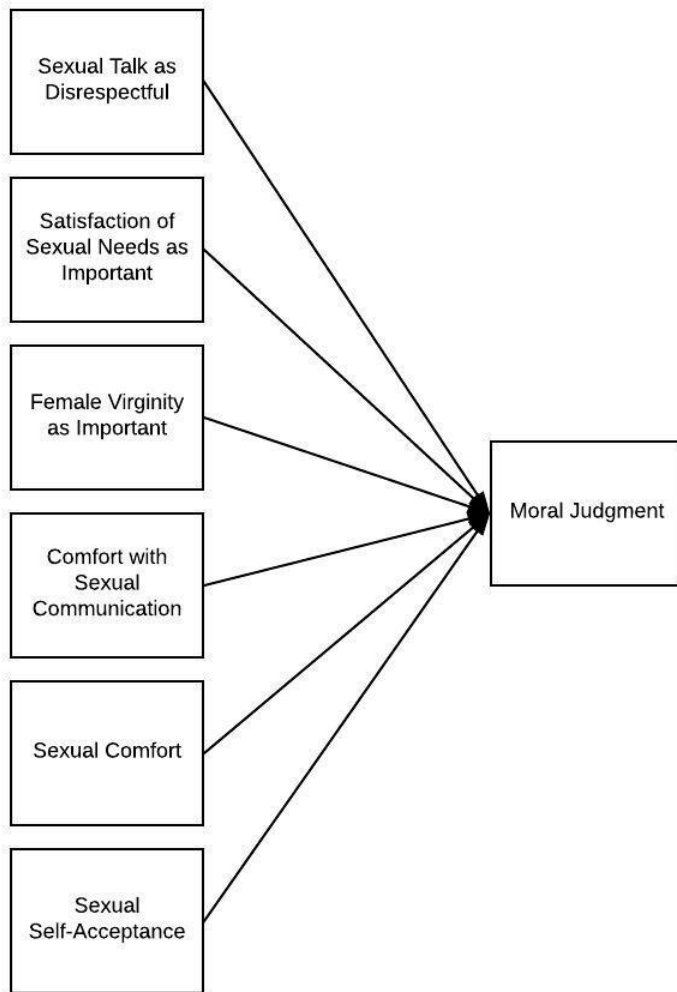 Sexual Talk as
Disrespectful
Satisfaction of
Sexual Needs as
Important
Female Virginity
as Important
Comfort with
Sexual
Communication
Moral Judgment
Sexual Comfort
Sexual
Self-Acceptance